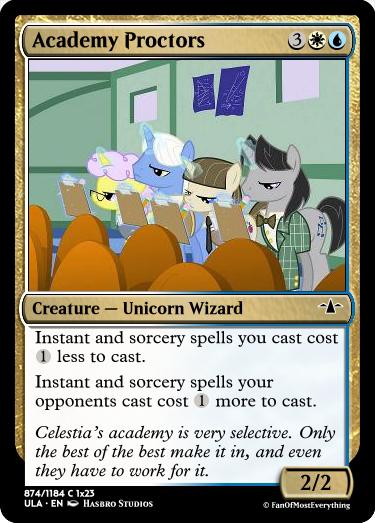 Academy Proctors 3
Creature — Unicorn Wizard
Instant and sorcery spells you cast cost
1 less to cast.
Instant and sorcery spells your
opponents cast cost 1 more to cast.
Celestia's academy is very selective. Only
the best of the best make it in, and even
they have to work for it.
2/2
874/1184 C 1x23
ULA • EN Hasbro Studios
© FanOfMostEverything